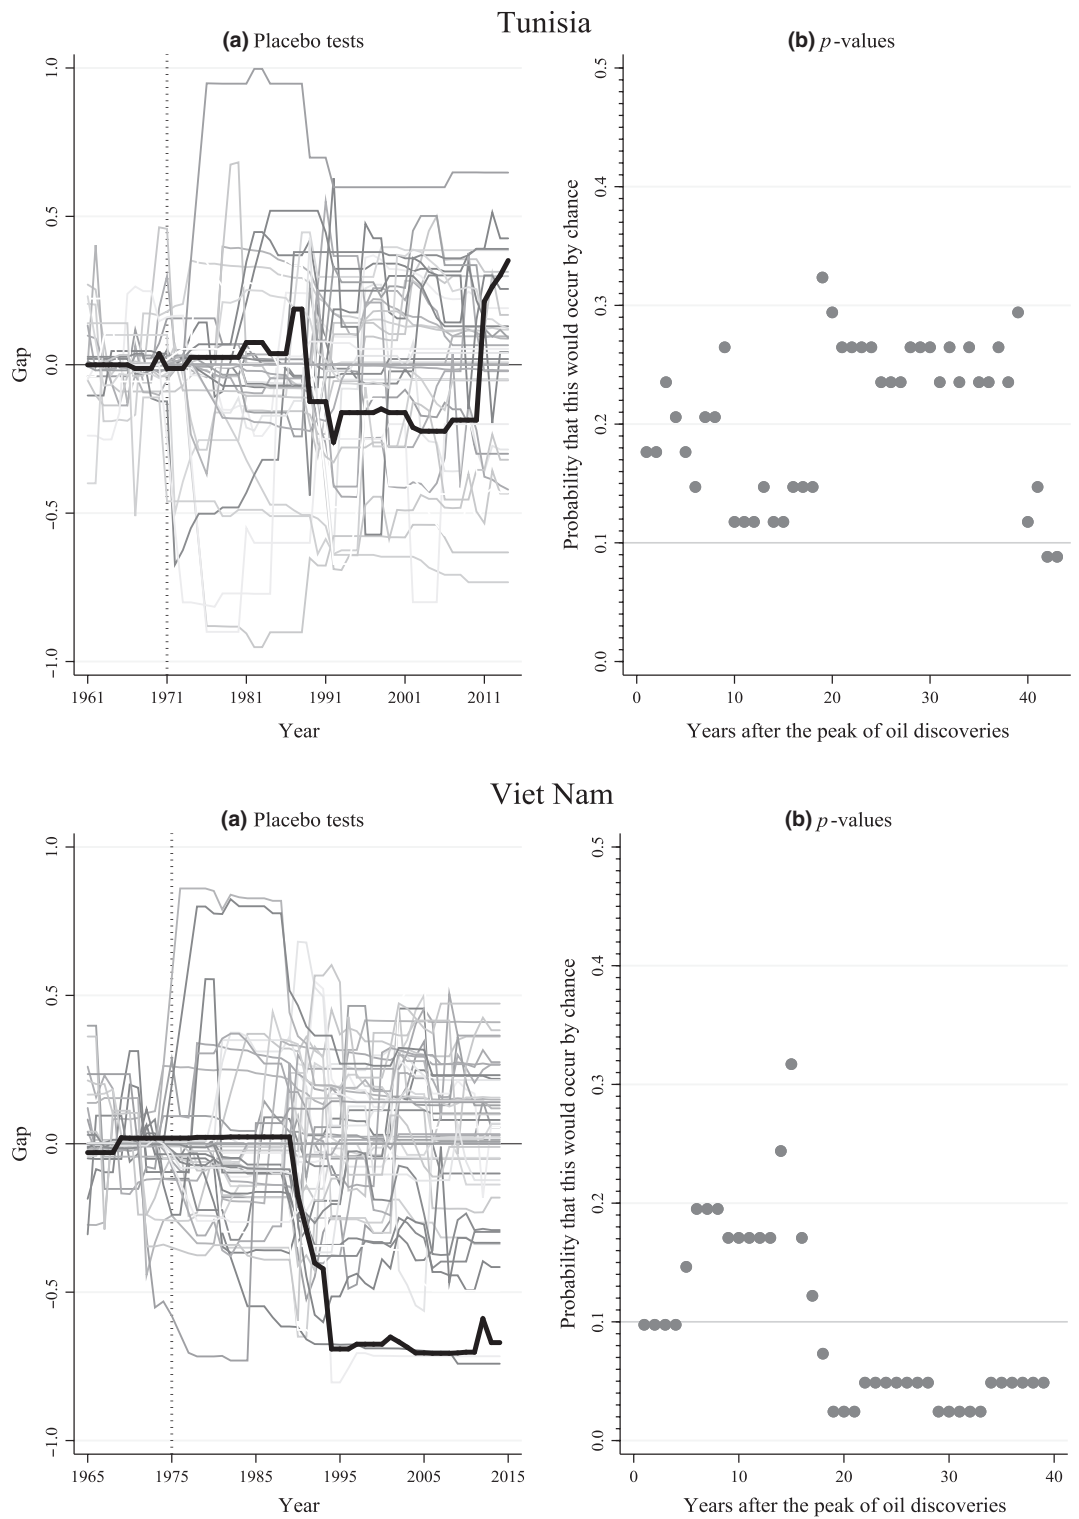 Tunisia
(a) Placebo tests
1.0
0.5
0.0
−0.5
−1.0
Gap
1961 1971 1981 1991 2001 2011
Year
(b) p-values
0.5
0.4
0.3
0.2
0.1
0.0
Probability that this would occur by chance
0 10 20 30 40
Years after the peak of oil discoveries
Viet Nam
(a) Placebo tests
1.0
0.5
0.0
−0.5
−1.0
Gap
1965 1975 1985 1995 2005 2015
Year
(b) p-values
0.5
0.4
0.3
0.2
0.1
0.0
Probability that this would occur by chance
0 10 20 30 40
Years after the peak of oil discoveries